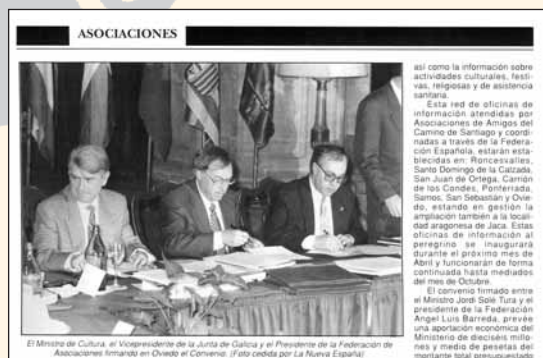 ASOCIACIONES
así como la información sobre
actividades culturales, festi-
vas, religiosas y de asistencia
sanitaria.
Esta red de oficinas de
información atendidas por
Asociaciones de Amigos del
Camino de Santiago y coordi-
nadas a través de la Federa-
ción Española, estarán esta-
blecidas en: Roncesvalles,
Santo Domingo de la Calzada,
San Juan de Ortega, Carrión
de los Condes, Ponferrada,
Samos, San Sebastián y Ovie-
do, estando en gestión la
ampliación también a la locali-
dad aragonesa de Jaca. Estas
oficinas de información al
peregrino se inaugurará
durante el próximo mes de
Abril y funcionarán de forma
continuada hasta mediados
del mes de Octubre.
El convenio firmado entre
el Ministro Jordi Solé Tura y el
presidente de la Federación
Angel Luis Barreda, prevée
una aportación económica del
Ministerio de dieciséis millo-
nes y medio de pesetas del
montante total presupuestado
El Ministro de Cultura, el Vicepresidente de la Junta de Galicia y el Presidente de la Federación de
Asociaciones firmando en Oviedo el Convenio. (Foto cedida por La Nueva España)